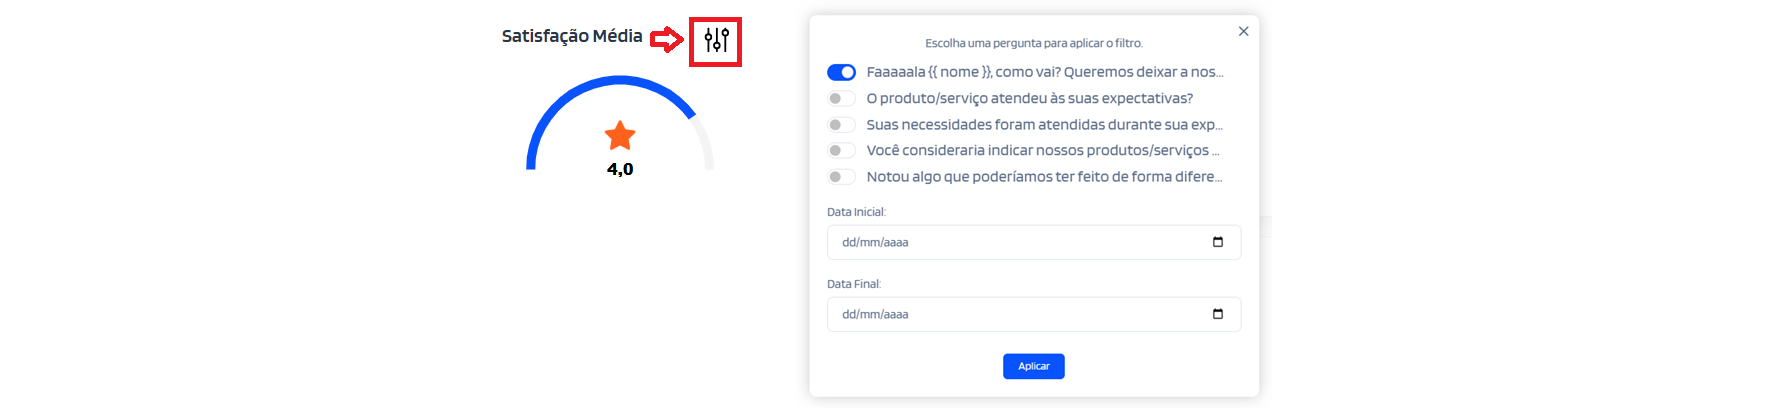 Satisfação Média
4,0
Escolha uma pergunta para aplicar o filtro.
Faaaaala {{ nome }}, como vai? Queremos deixar a nos...
O produto/serviço atendeu às suas expectativas?
Suas necessidades foram atendidas durante sua exp...
Você consideraria indicar nossos produtos/serviços ...
Notou algo que poderíamos ter feito de forma difere...
Data Inicial:
dd/mm/aaaa
Data Final:
dd/mm/aaaa
Aplicar